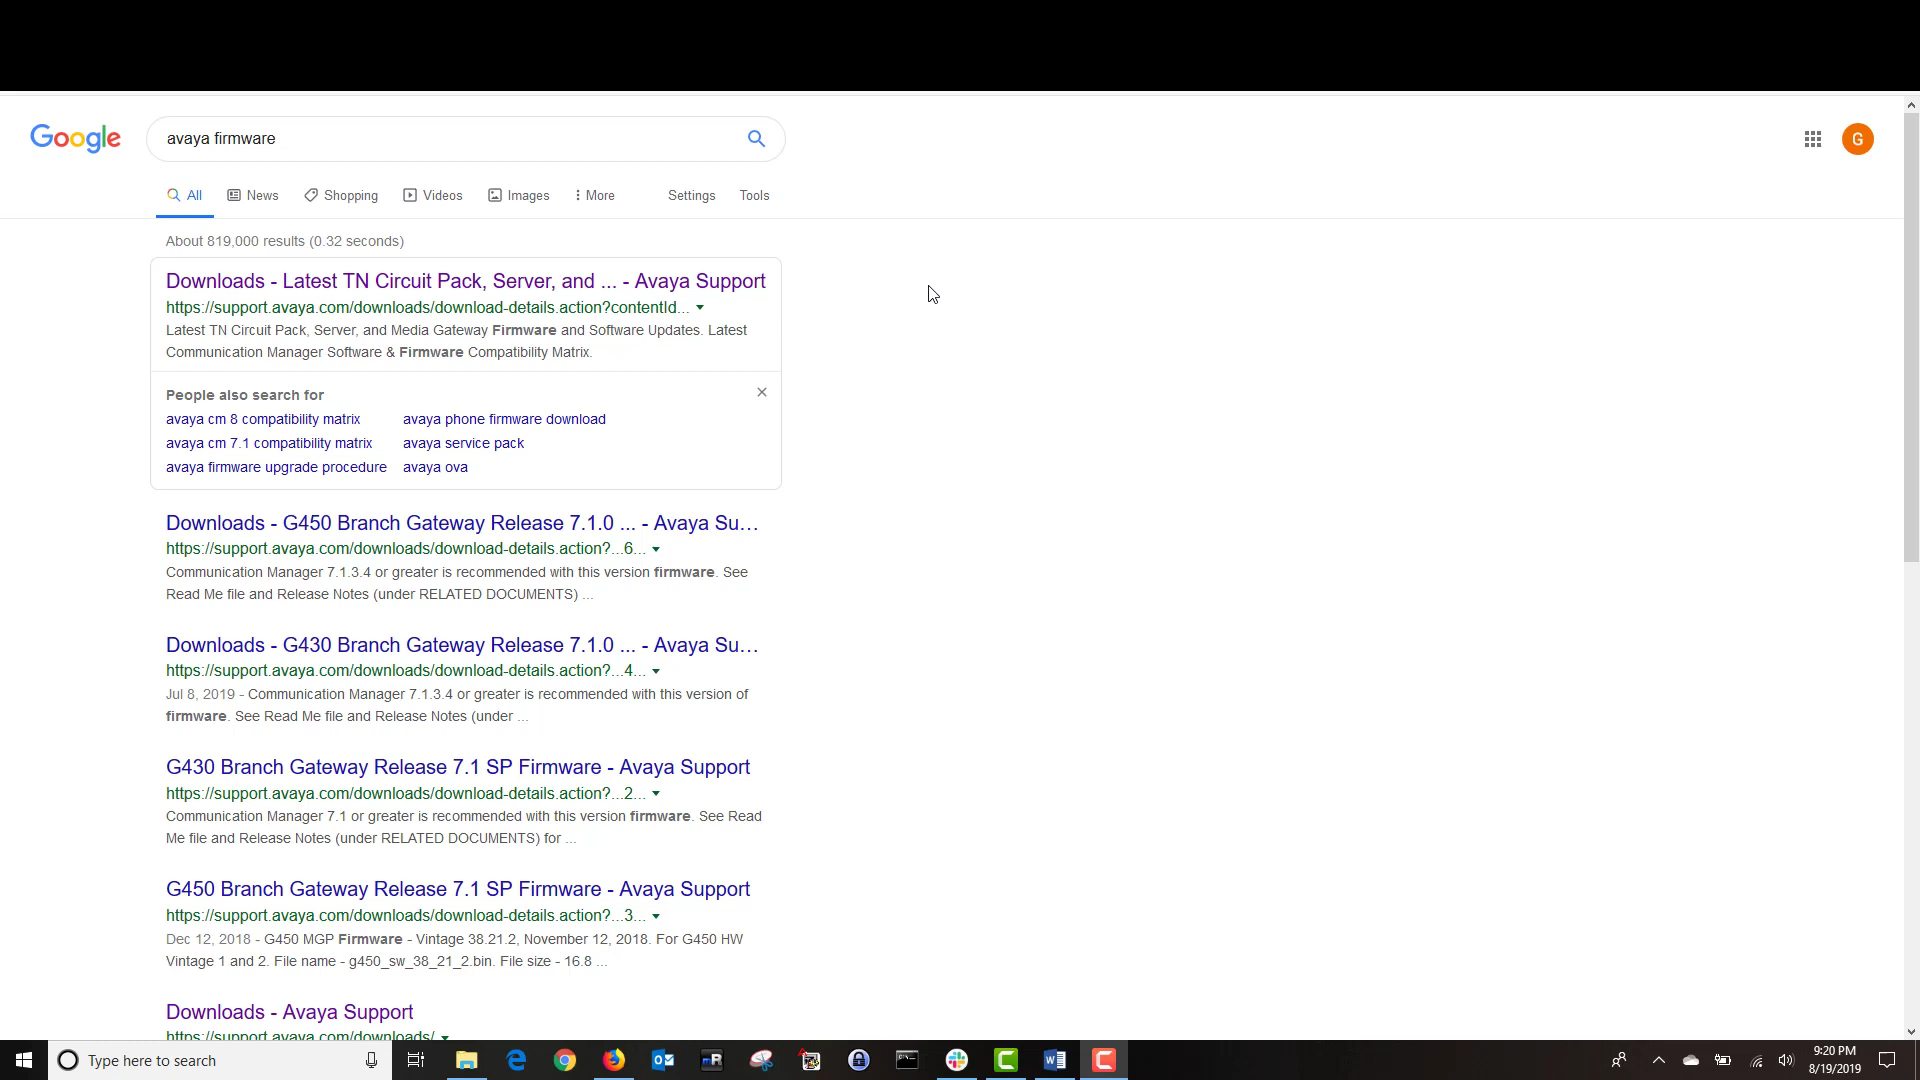 Google
avaya firmware
G
All News Shopping Videos Images More Settings Tools
About 819,000 results (0.32 seconds)
Downloads - Latest TN Circuit Pack, Server, and ... - Avaya Support
https://support.avaya.com/downloads/download-details.action?contentId...
Latest TN Circuit Pack, Server, and Media Gateway Firmware and Software Updates. Latest
Communication Manager Software & Firmware Compatibility Matrix.
People also search for
avaya cm 8 compatibility matrix avaya phone firmware download
avaya cm 7.1 compatibility matrix avaya service pack
avaya firmware upgrade procedure avaya ova
Downloads - G450 Branch Gateway Release 7.1.0 ... - Avaya Su...
https://support.avaya.com/downloads/download-details.action?...6...
Communication Manager 7.1.3.4 or greater is recommended with this version firmware. See
Read Me file and Release Notes (under RELATED DOCUMENTS) ...
Downloads - G430 Branch Gateway Release 7.1.0 ... - Avaya Su...
https://support.avaya.com/downloads/download-details.action?...4...
Jul 8, 2019 - Communication Manager 7.1.3.4 or greater is recommended with this version of
firmware. See Read Me file and Release Notes (under ...
G430 Branch Gateway Release 7.1 SP Firmware - Avaya Support
https://support.avaya.com/downloads/download-details.action?...2...
Communication Manager 7.1 or greater is recommended with this version firmware. See Read
Me file and Release Notes (under RELATED DOCUMENTS) for ...
G450 Branch Gateway Release 7.1 SP Firmware - Avaya Support
https://support.avaya.com/downloads/download-details.action?...3...
Dec 12, 2018 - G450 MGP Firmware - Vintage 38.21.2, November 12, 2018. For G450 HW
Vintage 1 and 2. File name - g450_sw_38_21_2.bin. File size - 16.8 ...
Downloads - Avaya Support
https://support.avaya.com/downloads/
Type here to search
9:20 PM
8/19/2019